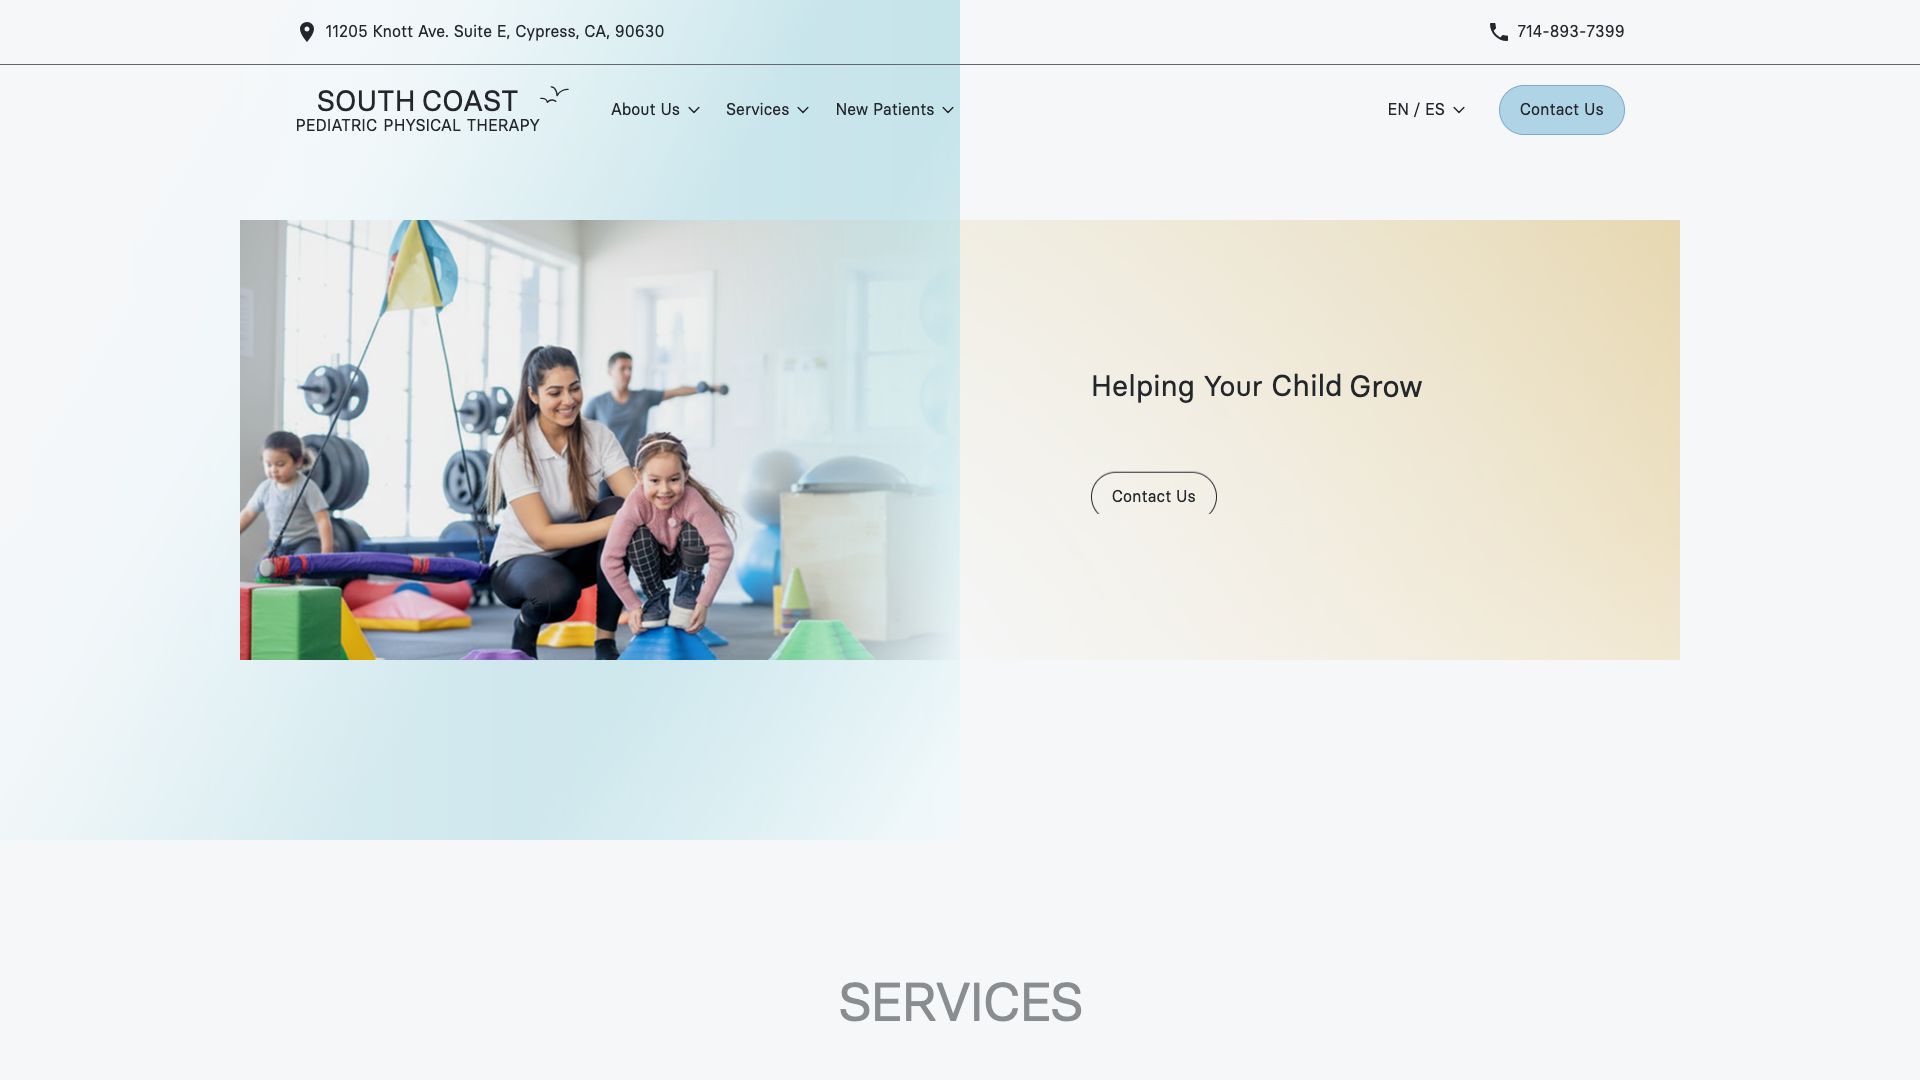 11205 Knott Ave. Suite E, Cypress, CA, 90630
714-893-7399
SOUTH COAST
PEDIATRIC PHYSICAL THERAPY
About Us
Services
New Patients
EN / ES
Contact Us
Helping Your Child Grow
Contact Us
SERVICES